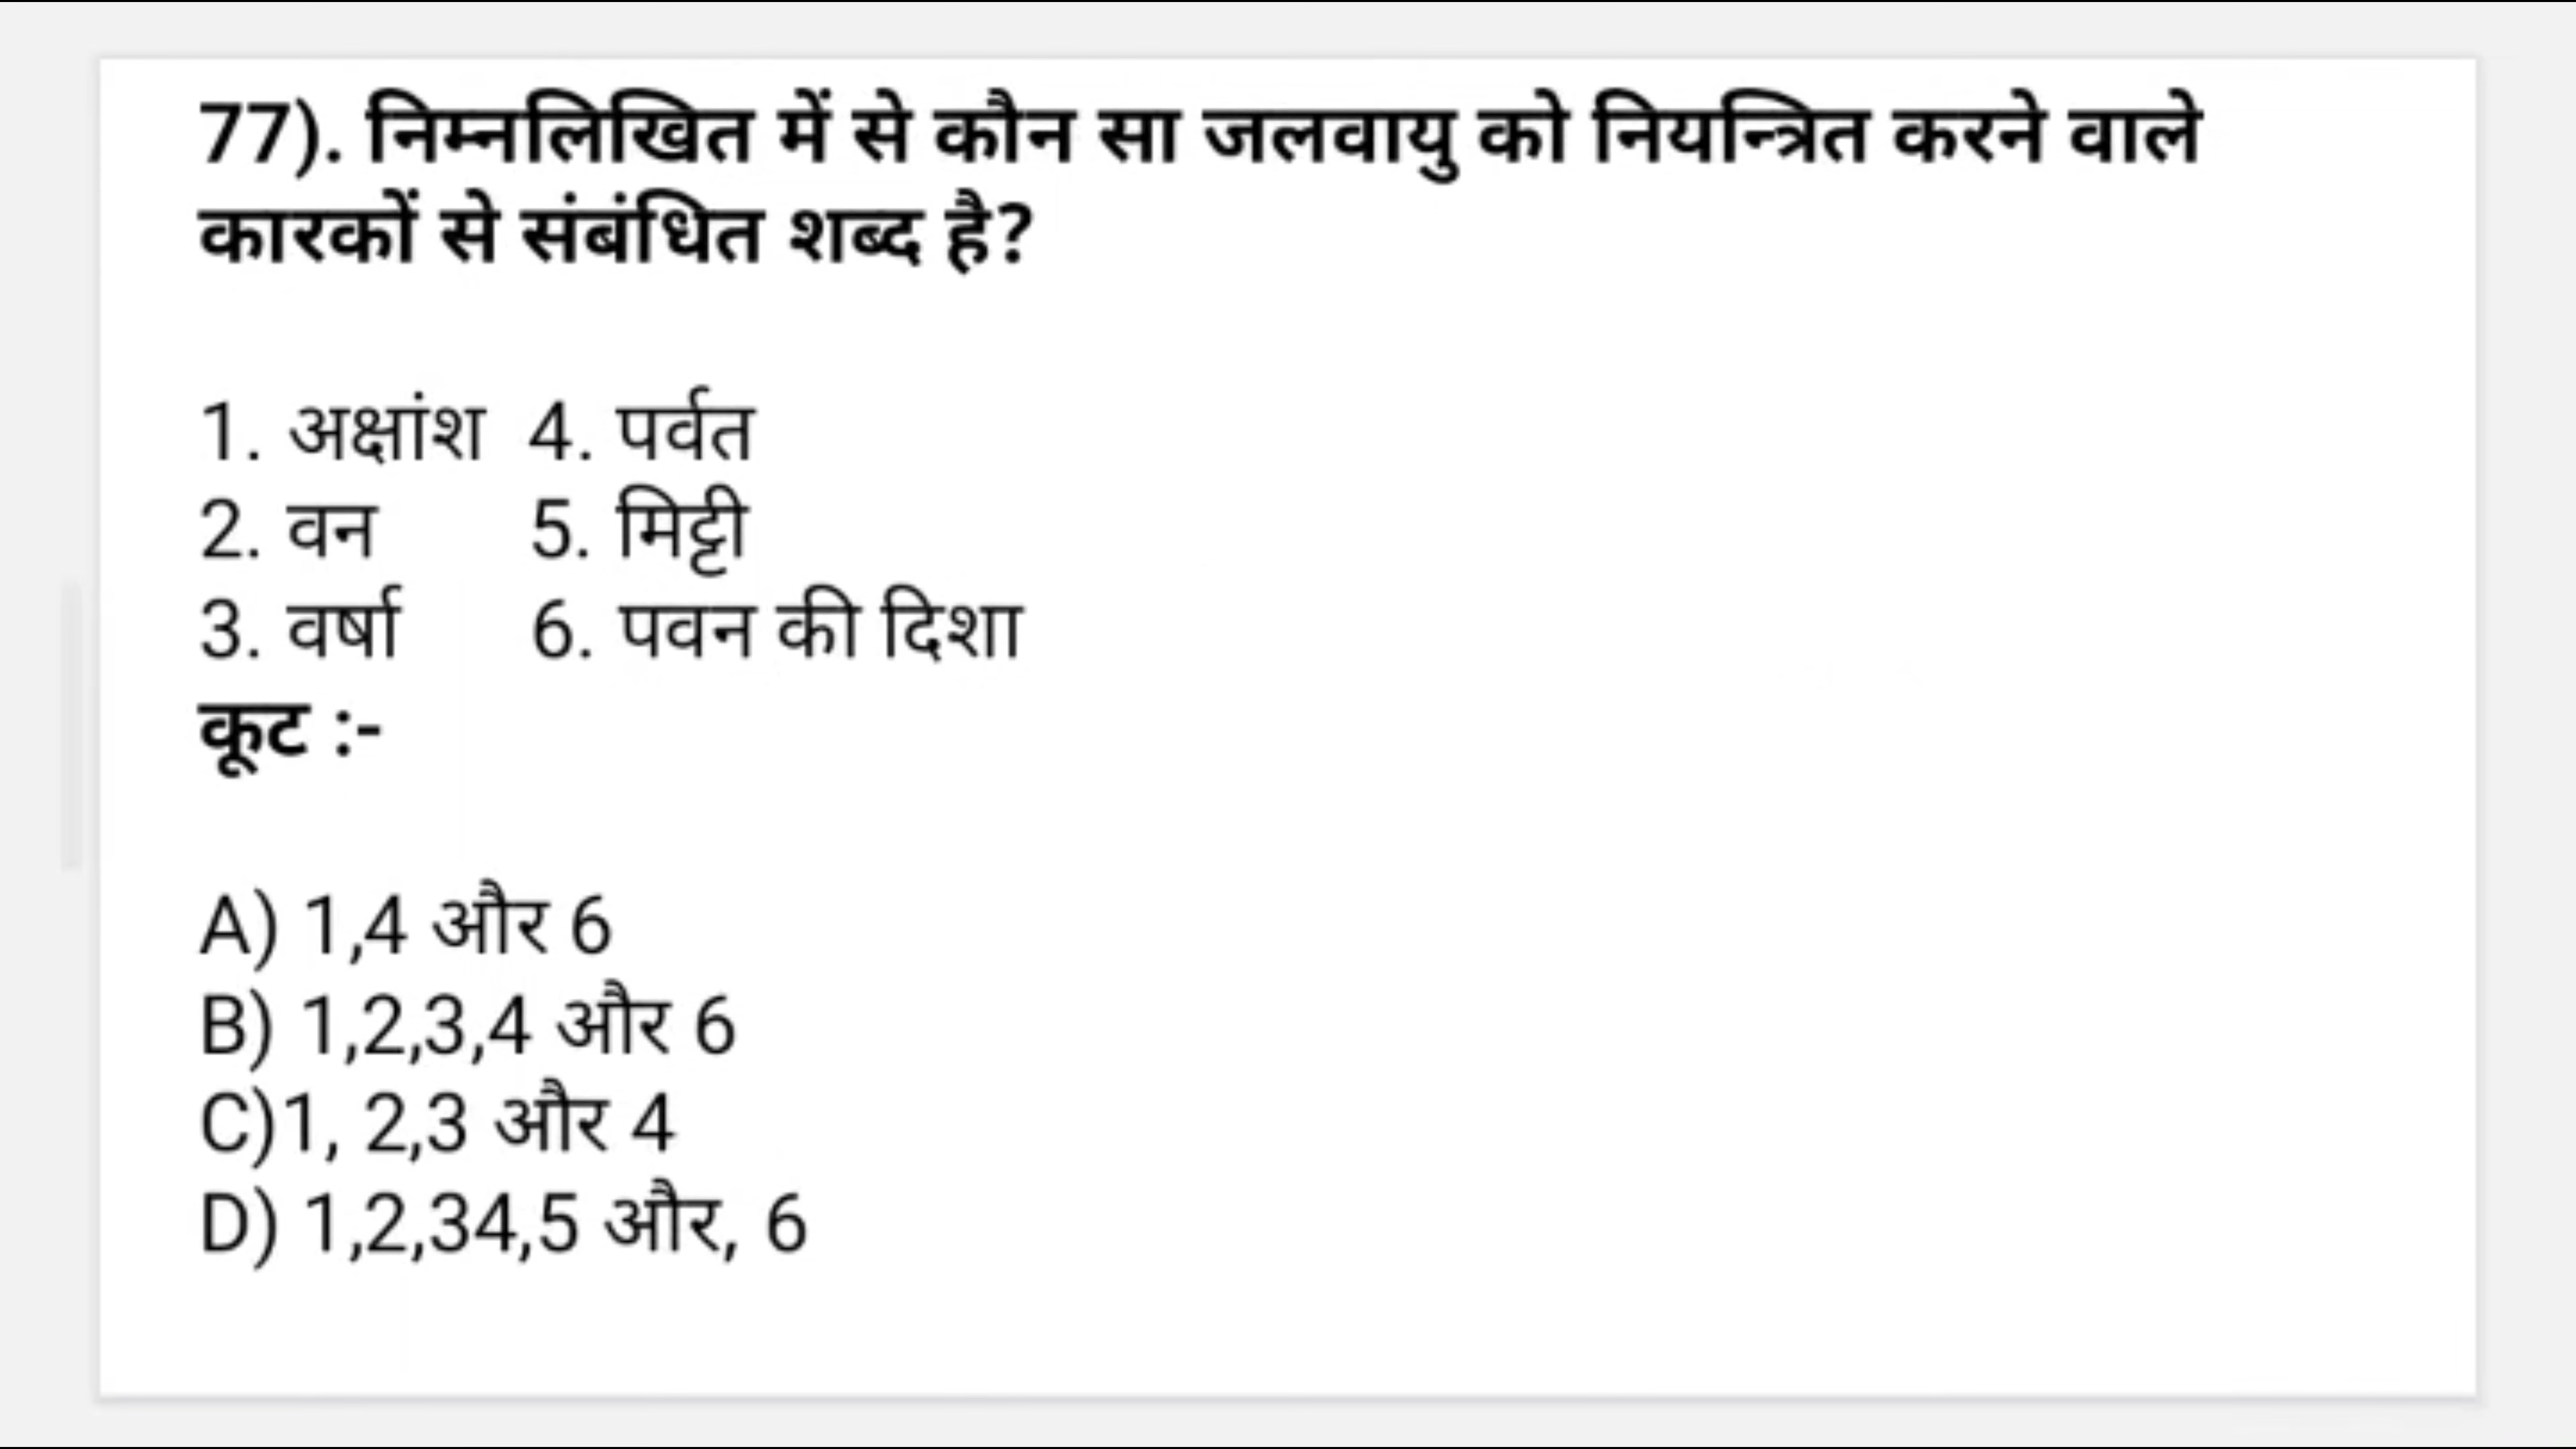 77). निम्नलिखित में से कौन सा जलवायु को नियन्त्रित करने वाले
कारकों से संबंधित शब्द है?
1. अक्षांश 4. पर्वत
2. वन 5. मिट्टी
3. वर्षा 6. पवन की दिशा
कूट :-
A) 1,4 और 6
B) 1,2,3,4 और 6
C)1, 2,3 और 4
D) 1,2,34,5 और, 6